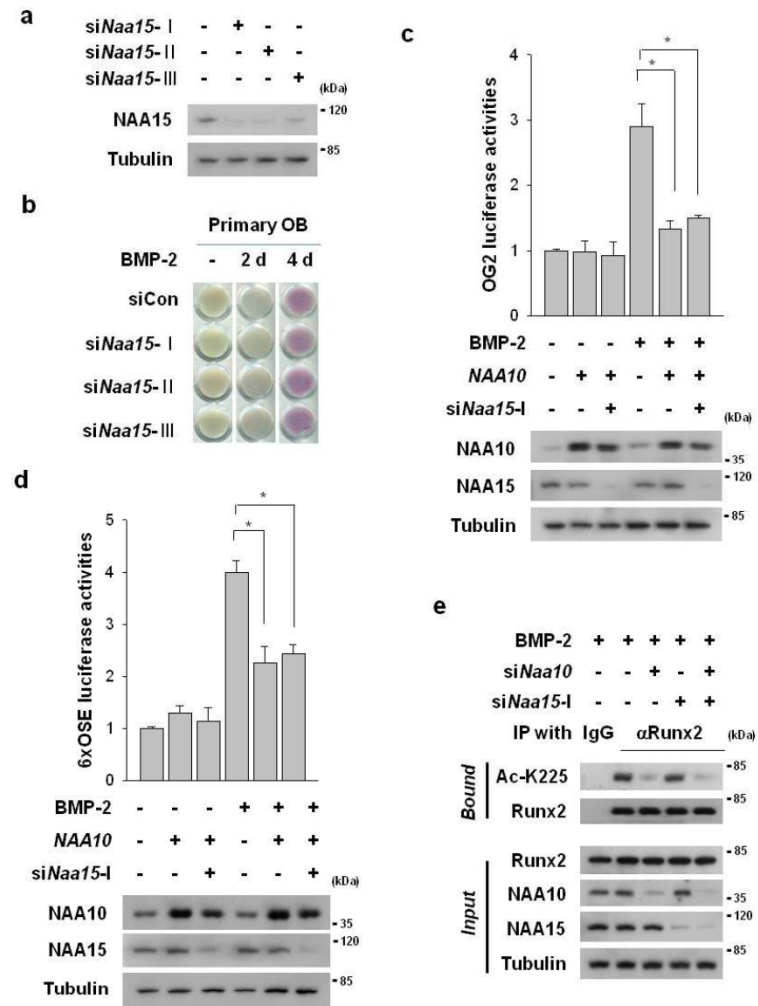 a
siNaa15- I - + - -
siNaa15- II - - + -
siNaa15- III - - - +
(kDa)
NAA15 - 120
Tubulin - 85
b
Primary OB
BMP-2 - 2 d 4 d
siCon
siNaa15- I
siNaa15- II
siNaa15- III
c
OG2 luciferase activities
4
3
2
1
0
* *
BMP-2 - - - + + +
NAA10 - + + - + +
siNaa15-I - - + - - +
(kDa)
NAA10 - 35
NAA15 - 120
Tubulin - 85
d
6xOSE luciferase activities
5
4
3
2
1
0
* *
BMP-2 - - - + + +
NAA10 - + + - + +
siNaa15-I - - + - - +
(kDa)
NAA10 - 35
NAA15 - 120
Tubulin - 85
e
BMP-2 + + + + +
siNaa10 - - + - +
siNaa15-I - - - + +
IP with IgG αRunx2 (kDa)
Bound
Ac-K225 - 85
Runx2 - 85
Input
Runx2 - 85
NAA10 - 35
NAA15 - 120
Tubulin - 85